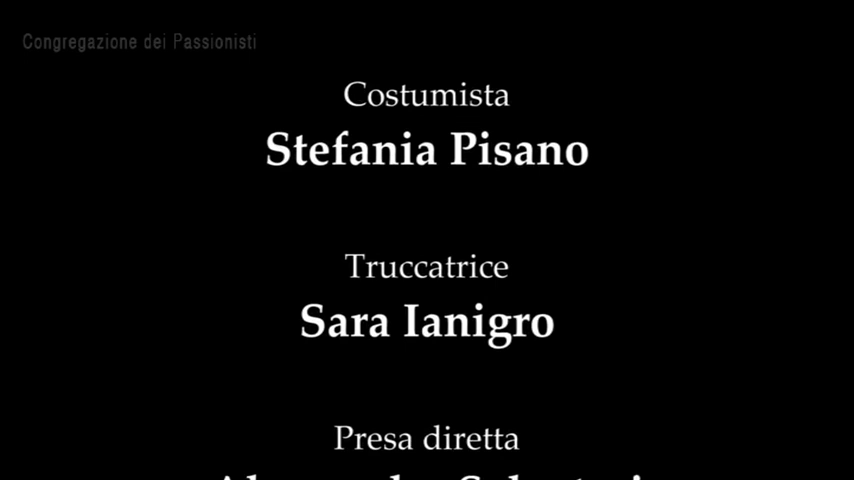 Congregazione dei Passionisti
Costumista
Stefania Pisano
Truccatrice
Sara Ianigro
Presa diretta